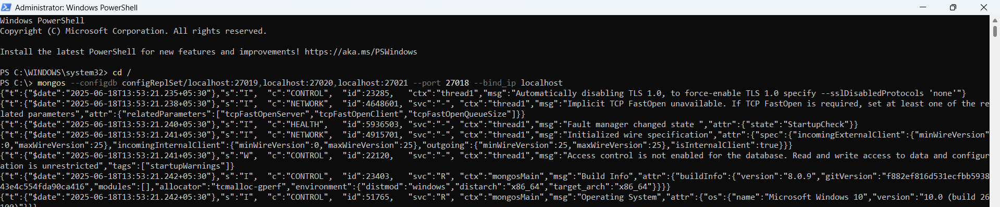 Administrator: Windows PowerShell
Windows PowerShell
Copyright (C) Microsoft Corporation. All rights reserved.
Install the latest PowerShell for new features and improvements! https://aka.ms/PSWindows
PS C:\WINDOWS\system32> cd /
PS C:\> mongos --configdb configReplSet/localhost:27019,localhost:27020,localhost:27021 --port 27018 --bind_ip localhost
{"t":{"$date":"2025-06-18T13:53:21.235+05:30"},"s":"I",  "c":"CONTROL",  "id":23285,   "ctx":"thread1","msg":"Automatically disabling TLS 1.0, to force-enable TLS 1.0 specify --sslDisabledProtocols 'none'"}
{"t":{"$date":"2025-06-18T13:53:21.238+05:30"},"s":"I",  "c":"NETWORK",  "id":4648601, "svc":"-", "ctx":"thread1","msg":"Implicit TCP FastOpen unavailable. If TCP FastOpen is required, set at least one of the re
lated parameters","attr":{"relatedParameters":["tcpFastOpenServer","tcpFastOpenClient","tcpFastOpenQueueSize"]}}
{"t":{"$date":"2025-06-18T13:53:21.240+05:30"},"s":"I",  "c":"HEALTH",   "id":5936503, "svc":"-", "ctx":"thread1","msg":"Fault manager changed state ","attr":{"state":"StartupCheck"}}
{"t":{"$date":"2025-06-18T13:53:21.241+05:30"},"s":"I",  "c":"NETWORK",  "id":4915701, "svc":"-", "ctx":"thread1","msg":"Initialized wire specification","attr":{"spec":{"incomingExternalClient":{"minWireVersion"
:0,"maxWireVersion":25},"incomingInternalClient":{"minWireVersion":0,"maxWireVersion":25},"outgoing":{"minWireVersion":25,"maxWireVersion":25},"isInternalClient":true}}}
{"t":{"$date":"2025-06-18T13:53:21.241+05:30"},"s":"W",  "c":"CONTROL",  "id":22120,   "svc":"-", "ctx":"thread1","msg":"Access control is not enabled for the database. Read and write access to data and configur
ation is unrestricted","tags":["startupWarnings"]}
{"t":{"$date":"2025-06-18T13:53:21.242+05:30"},"s":"I",  "c":"CONTROL",  "id":23403,   "svc":"R", "ctx":"mongosMain","msg":"Build Info","attr":{"buildInfo":{"version":"8.0.9","gitVersion":"f882ef816d531ecfbb5938
43e4c554fda90ca416","modules":[],"allocator":"tcmalloc-gperf","environment":{"distmod":"windows","distarch":"x86_64","target_arch":"x86_64"}}}}
{"t":{"$date":"2025-06-18T13:53:21.242+05:30"},"s":"I",  "c":"CONTROL",  "id":51765,   "svc":"R", "ctx":"mongosMain","msg":"Operating System","attr":{"os":{"name":"Microsoft Windows 10","version":"10.0 (build 26
100)"}}}